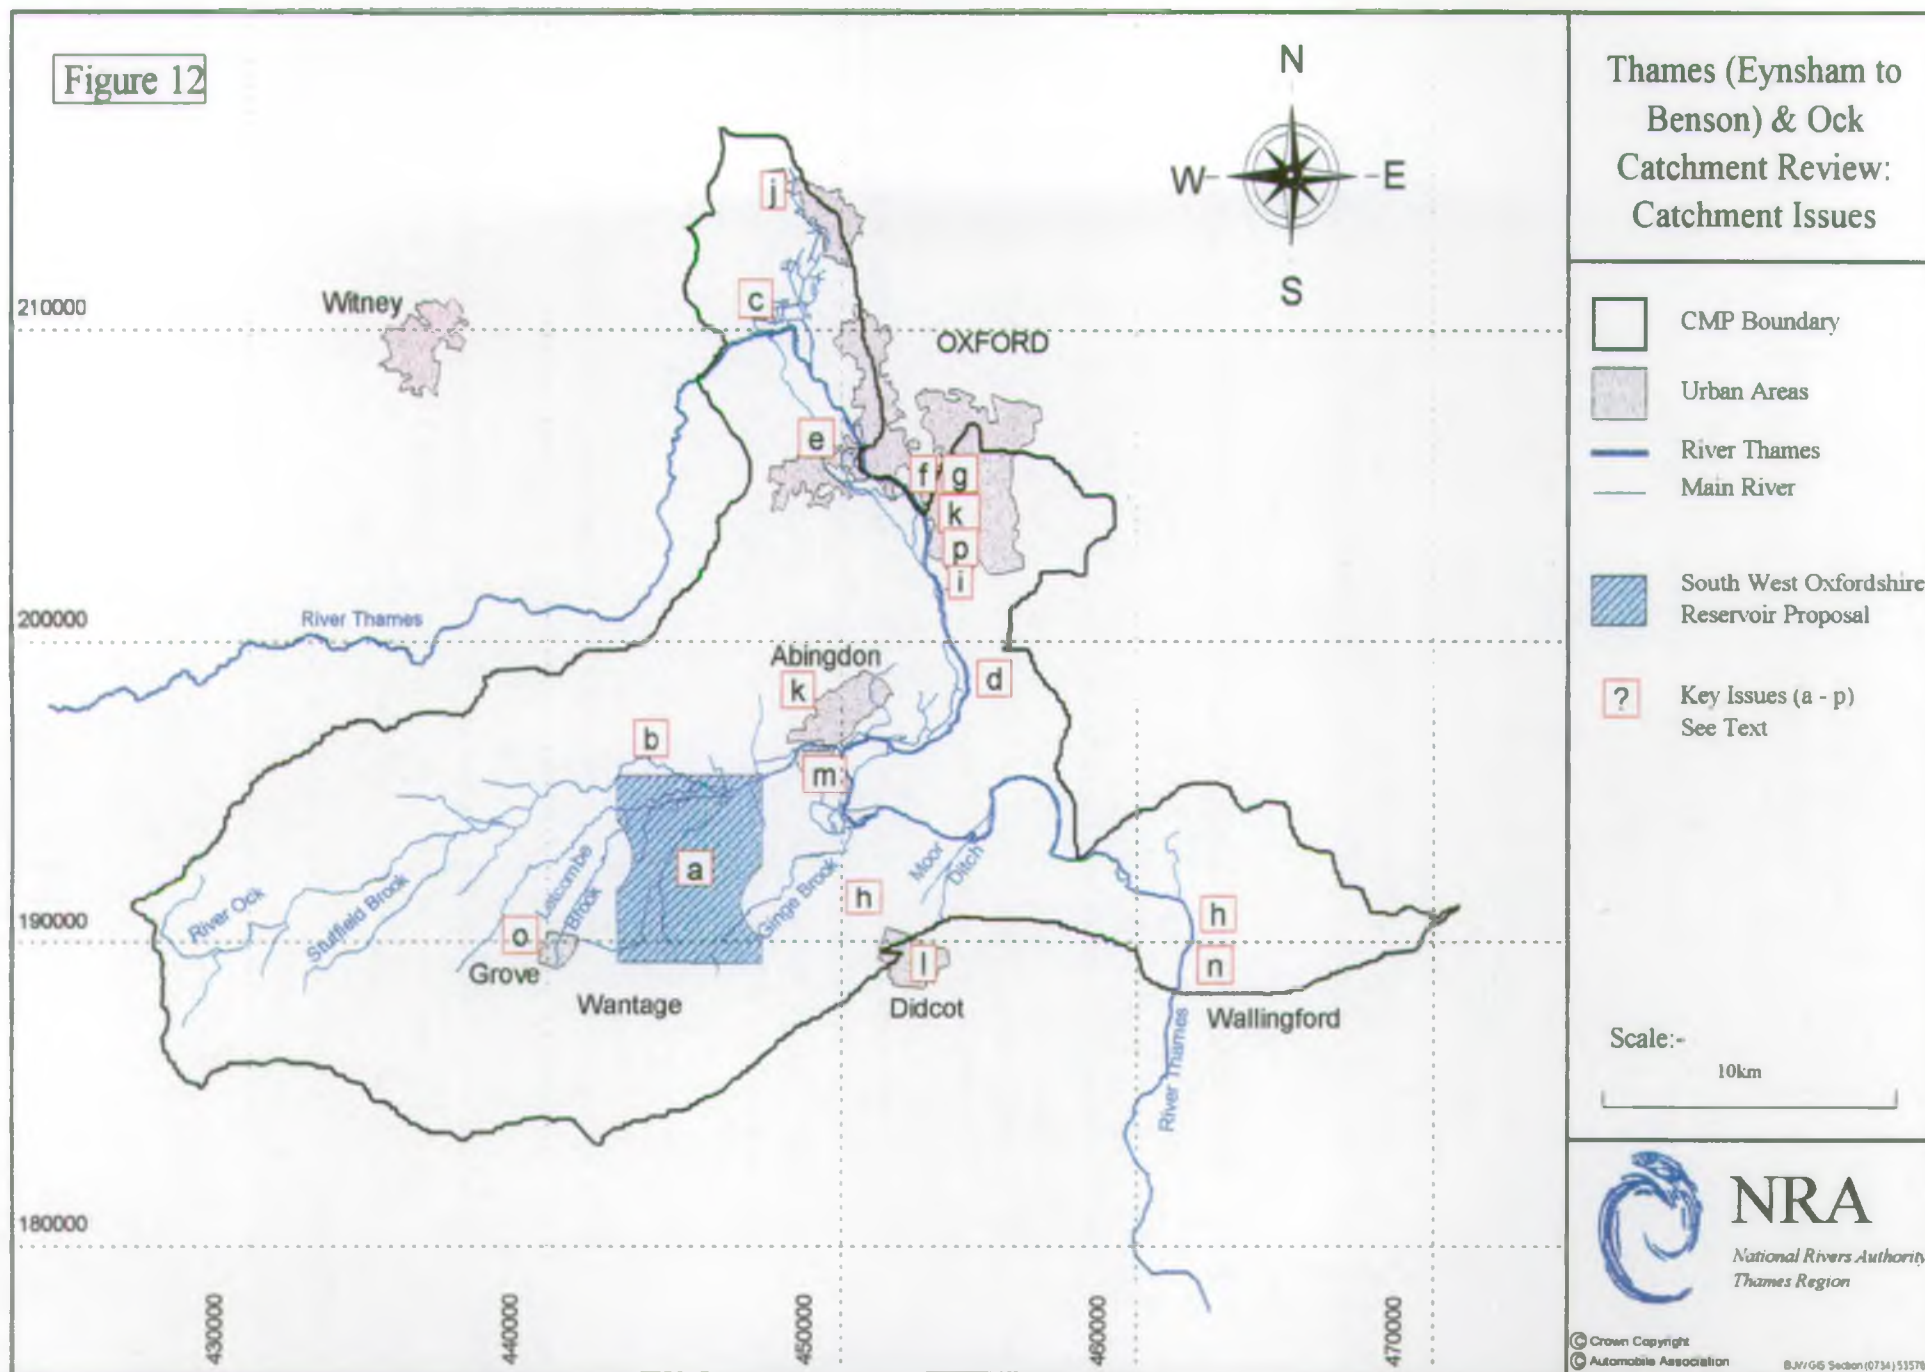 Figure 12
N
W
E
S
Thames (Eynsham to
Benson) & Ock
Catchment Review:
Catchment Issues
CMP Boundary
Urban Areas
River Thames
Main River
South West Oxfordshire
Reservoir Proposal
?
Key Issues (a - p)
See Text
Scale:-
10km
NRA
National Rivers Authority
Thames Region
© Crown Copyright
© Automobile Association
210000
200000
190000
180000
430000
440000
450000
460000
470000
Witney
OXFORD
j
c
e
f
g
k
p
i
River Thames
Abingdon
k
d
b
m
a
h
Moor
Ditch
Ginge Brook
Letcombe
Brook
River Ock
Stutfield Brook
o
Grove
Wantage
l
Didcot
h
n
Wallingford
River Thames